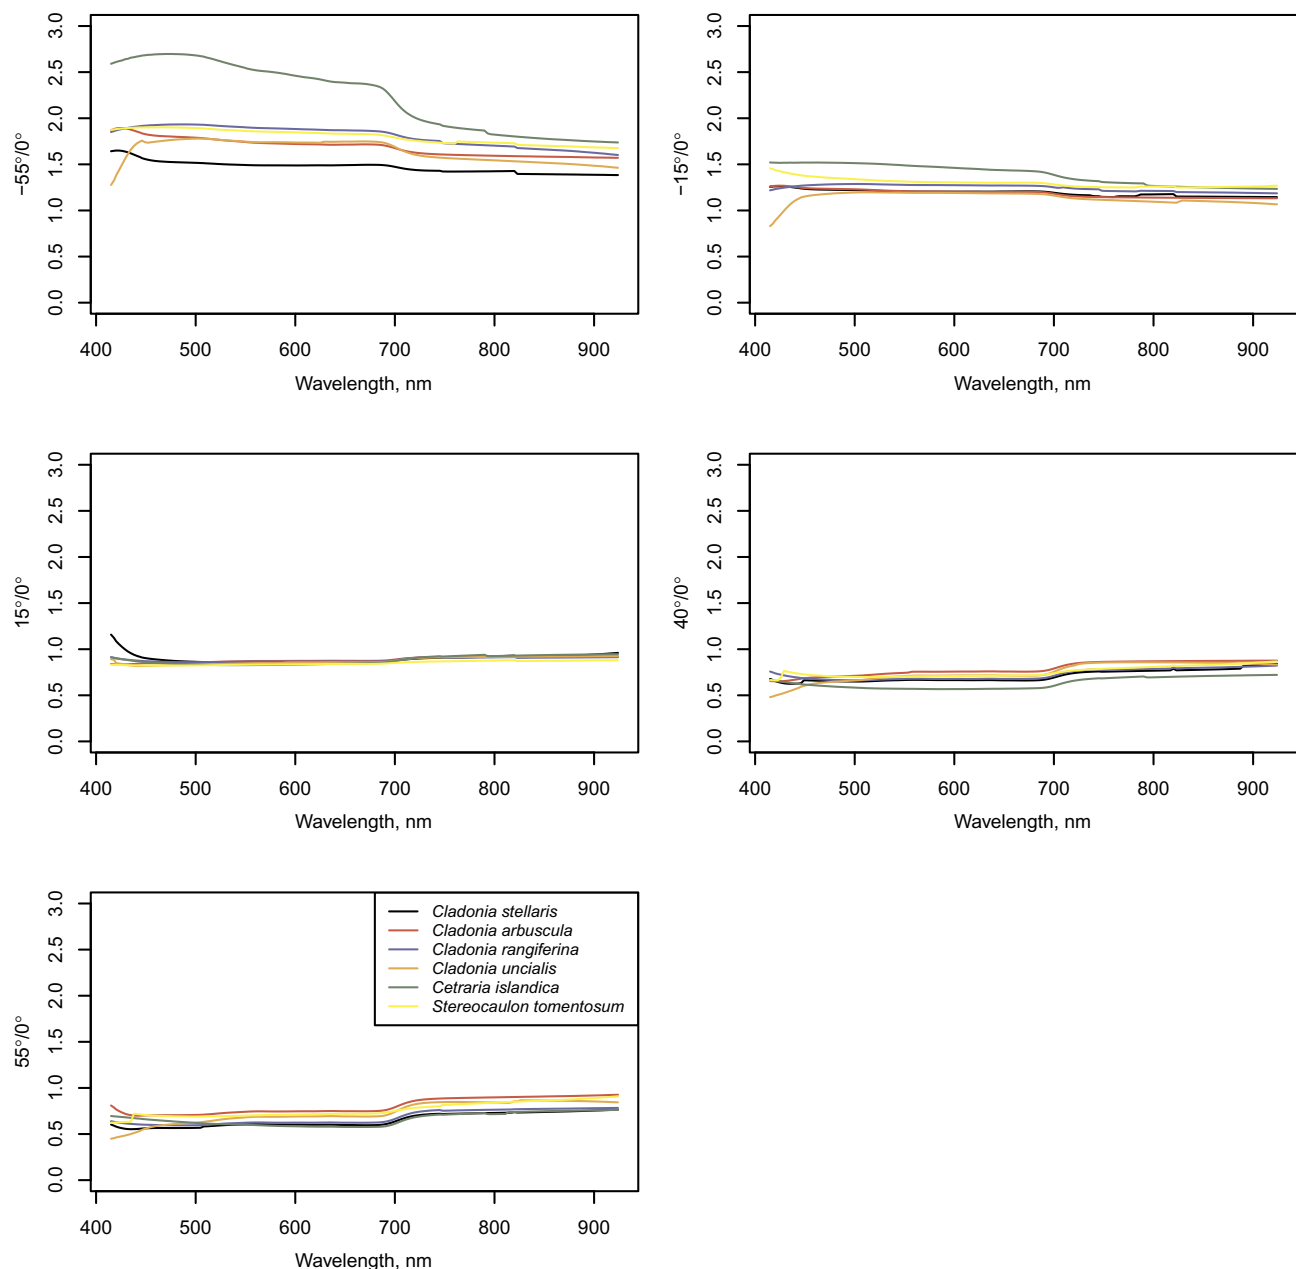 −55°/0°
3.0
2.5
2.0
1.5
1.0
0.5
0.0
400 500 600 700 800 900
Wavelength, nm
−15°/0°
3.0
2.5
2.0
1.5
1.0
0.5
0.0
400 500 600 700 800 900
Wavelength, nm
15°/0°
3.0
2.5
2.0
1.5
1.0
0.5
0.0
400 500 600 700 800 900
Wavelength, nm
40°/0°
3.0
2.5
2.0
1.5
1.0
0.5
0.0
400 500 600 700 800 900
Wavelength, nm
55°/0°
3.0
2.5
2.0
1.5
1.0
0.5
0.0
Cladonia stellaris
Cladonia arbuscula
Cladonia rangiferina
Cladonia uncialis
Cetraria islandica
Stereocaulon tomentosum
400 500 600 700 800 900
Wavelength, nm